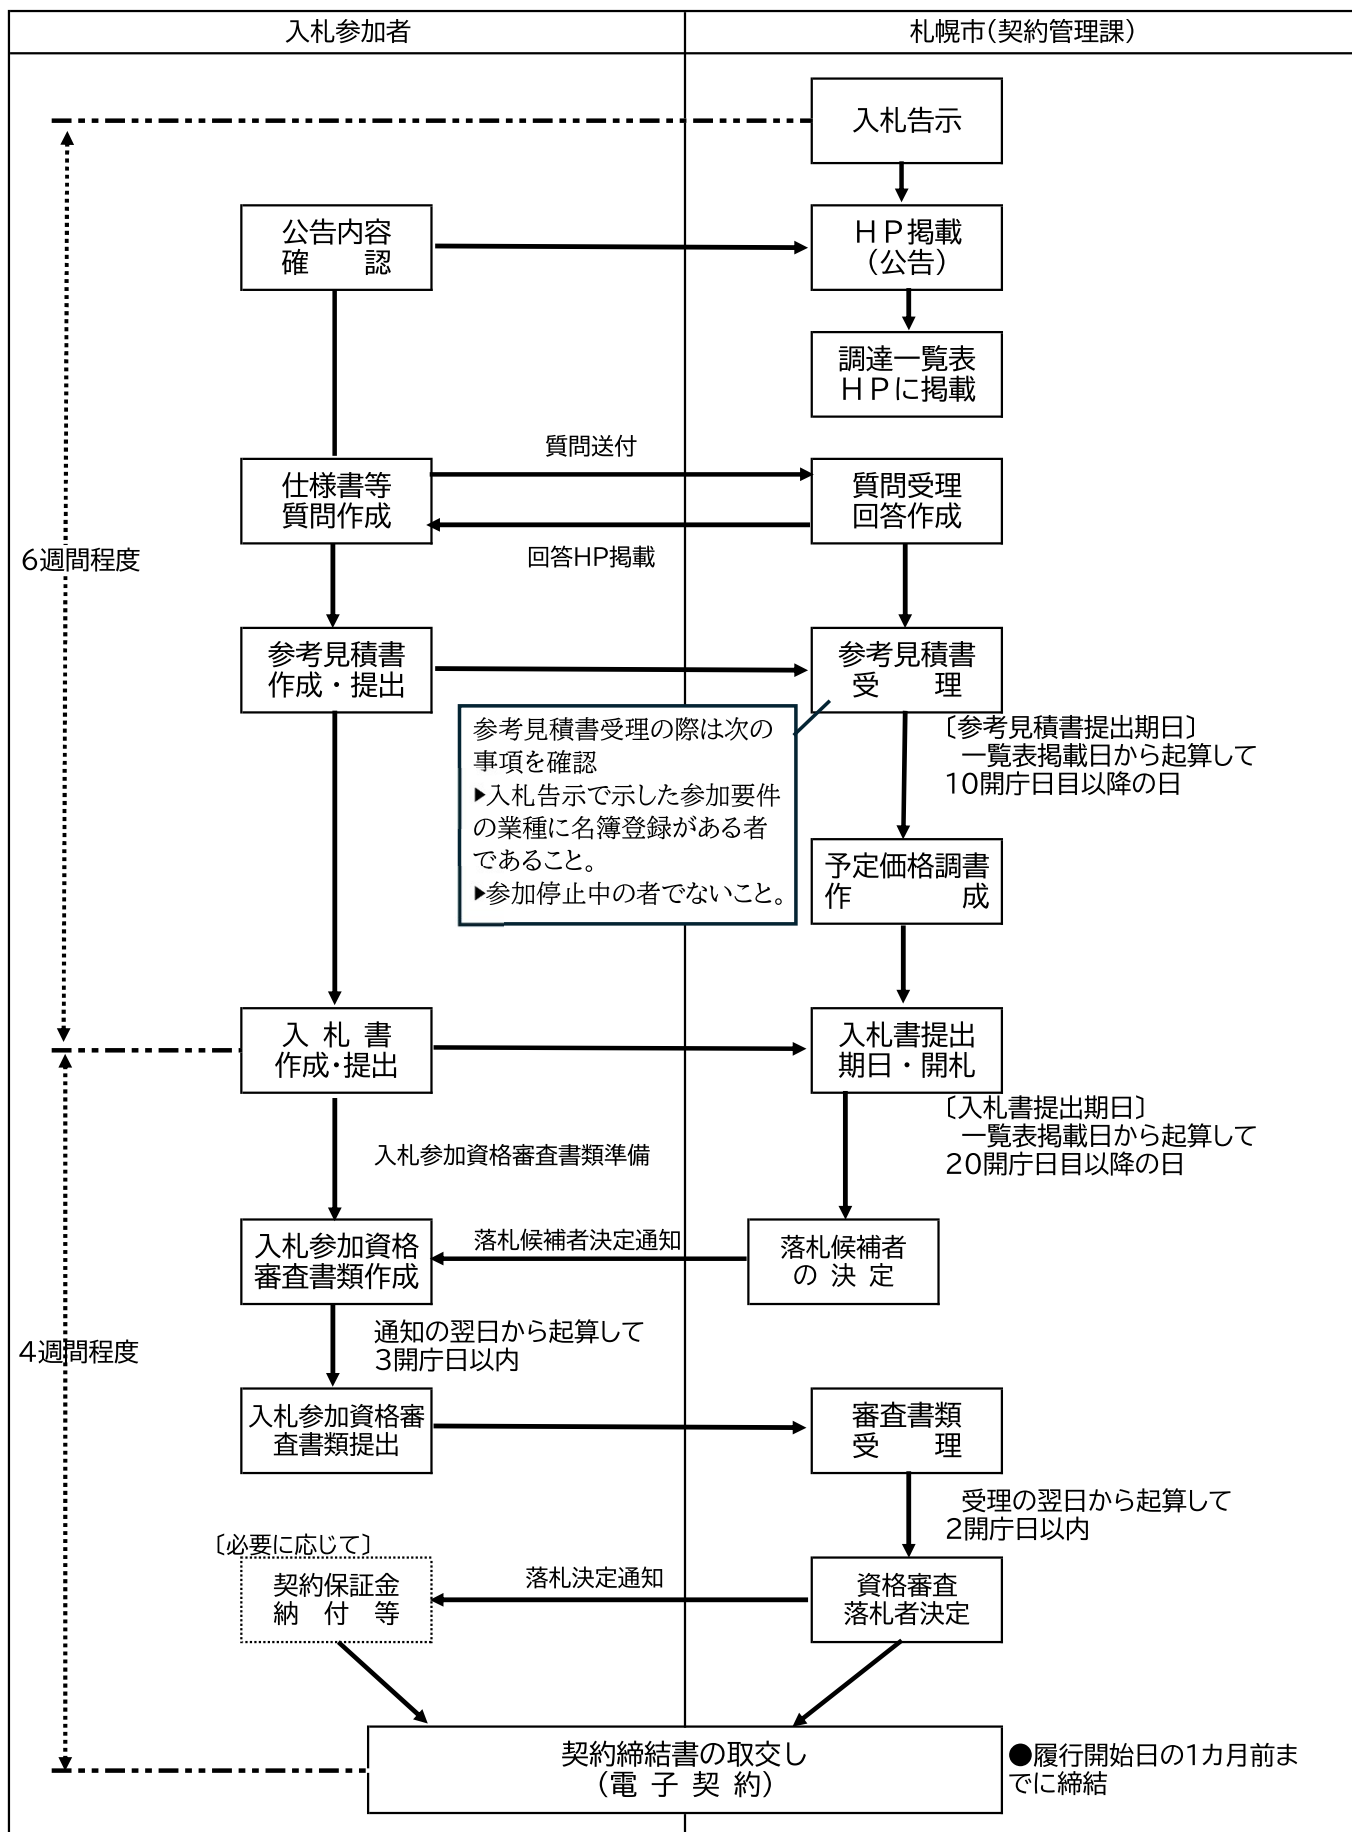 入札参加者
札幌市(契約管理課)
入札告示
公告内容
確　　認
ＨＰ掲載
(公告)
調達一覧表
ＨＰに掲載
質問送付
仕様書等
質問作成
質問受理
回答作成
回答HP掲載
6週間程度
参考見積書
作成・提出
参考見積書
受　　理
〔参考見積書提出期日〕
一覧表掲載日から起算して
10開庁日目以降の日
参考見積書受理の際は次の
事項を確認
▶入札告示で示した参加要件
の業種に名簿登録がある者
であること。
▶参加停止中の者でないこと。
予定価格調書
作　　　　成
入 札 書
作成・提出
入札書提出
期日・開札
〔入札書提出期日〕
一覧表掲載日から起算して
20開庁日目以降の日
入札参加資格審査書類準備
入札参加資格
審査書類作成
落札候補者決定通知
落札候補者
の 決 定
4週間程度
通知の翌日から起算して
3開庁日以内
入札参加資格審
査書類提出
審査書類
受　　理
受理の翌日から起算して
2開庁日以内
〔必要に応じて〕
契約保証金
納　付　等
落札決定通知
資格審査
落札者決定
契約締結書の取交し
(電 子 契 約)
●履行開始日の1カ月前ま
でに締結